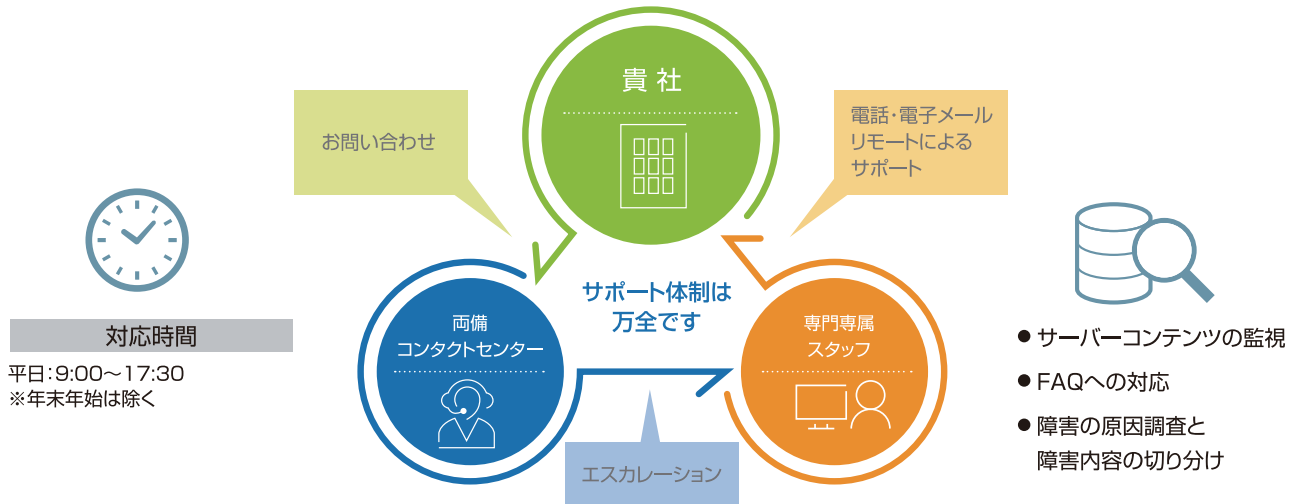 貴社
お問い合わせ
電話・電子メール
リモートによる
サポート
対応時間
平日:9:00〜17:30
※年末年始は除く
サポート体制は
万全です
両備
コンタクトセンター
専門専属
スタッフ
エスカレーション
● サーバーコンテンツの監視
● FAQへの対応
● 障害の原因調査と
障害内容の切り分け